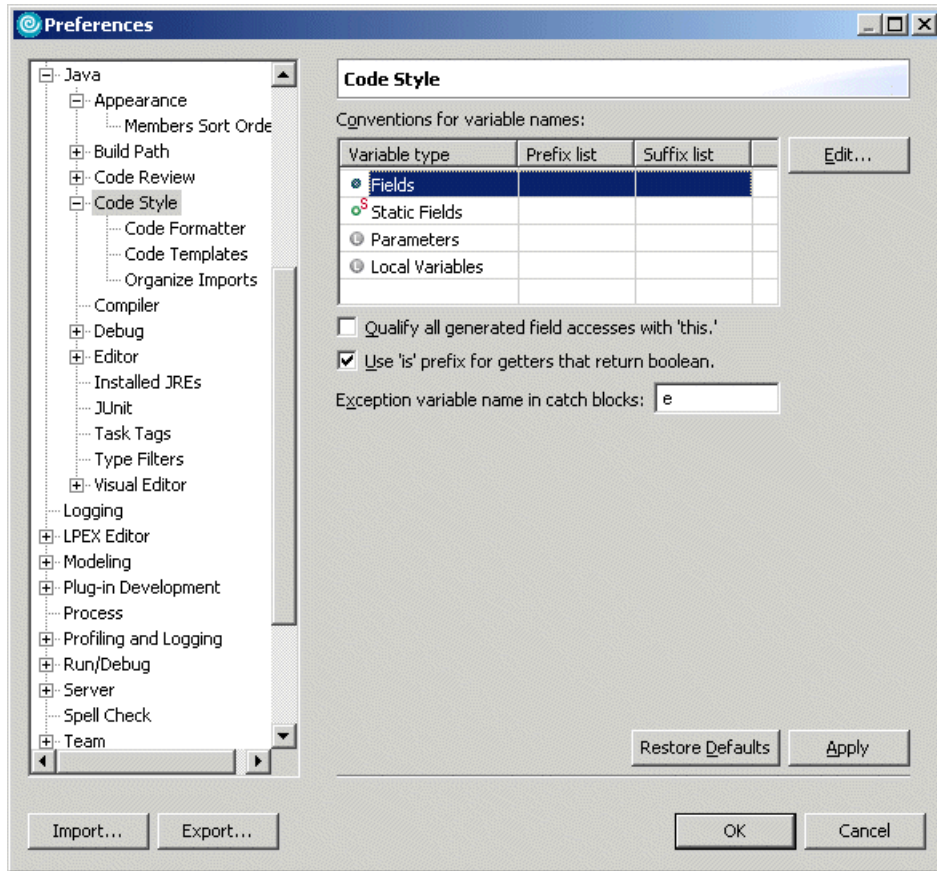 Preferences
Java
Appearance
Members Sort Orde
Build Path
Code Review
Code Style
Code Formatter
Code Templates
Organize Imports
Compiler
Debug
Editor
Installed JREs
JUnit
Task Tags
Type Filters
Visual Editor
Logging
LPEX Editor
Modeling
Plug-in Development
Process
Profiling and Logging
Run/Debug
Server
Spell Check
Team
Import...
Export...
Code Style
Conventions for variable names:
Variable type Prefix list Suffix list
Edit...
Fields
S Static Fields
L Parameters
L Local Variables
Qualify all generated field accesses with 'this.'
Use 'is' prefix for getters that return boolean.
Exception variable name in catch blocks: e
Restore Defaults Apply
OK Cancel